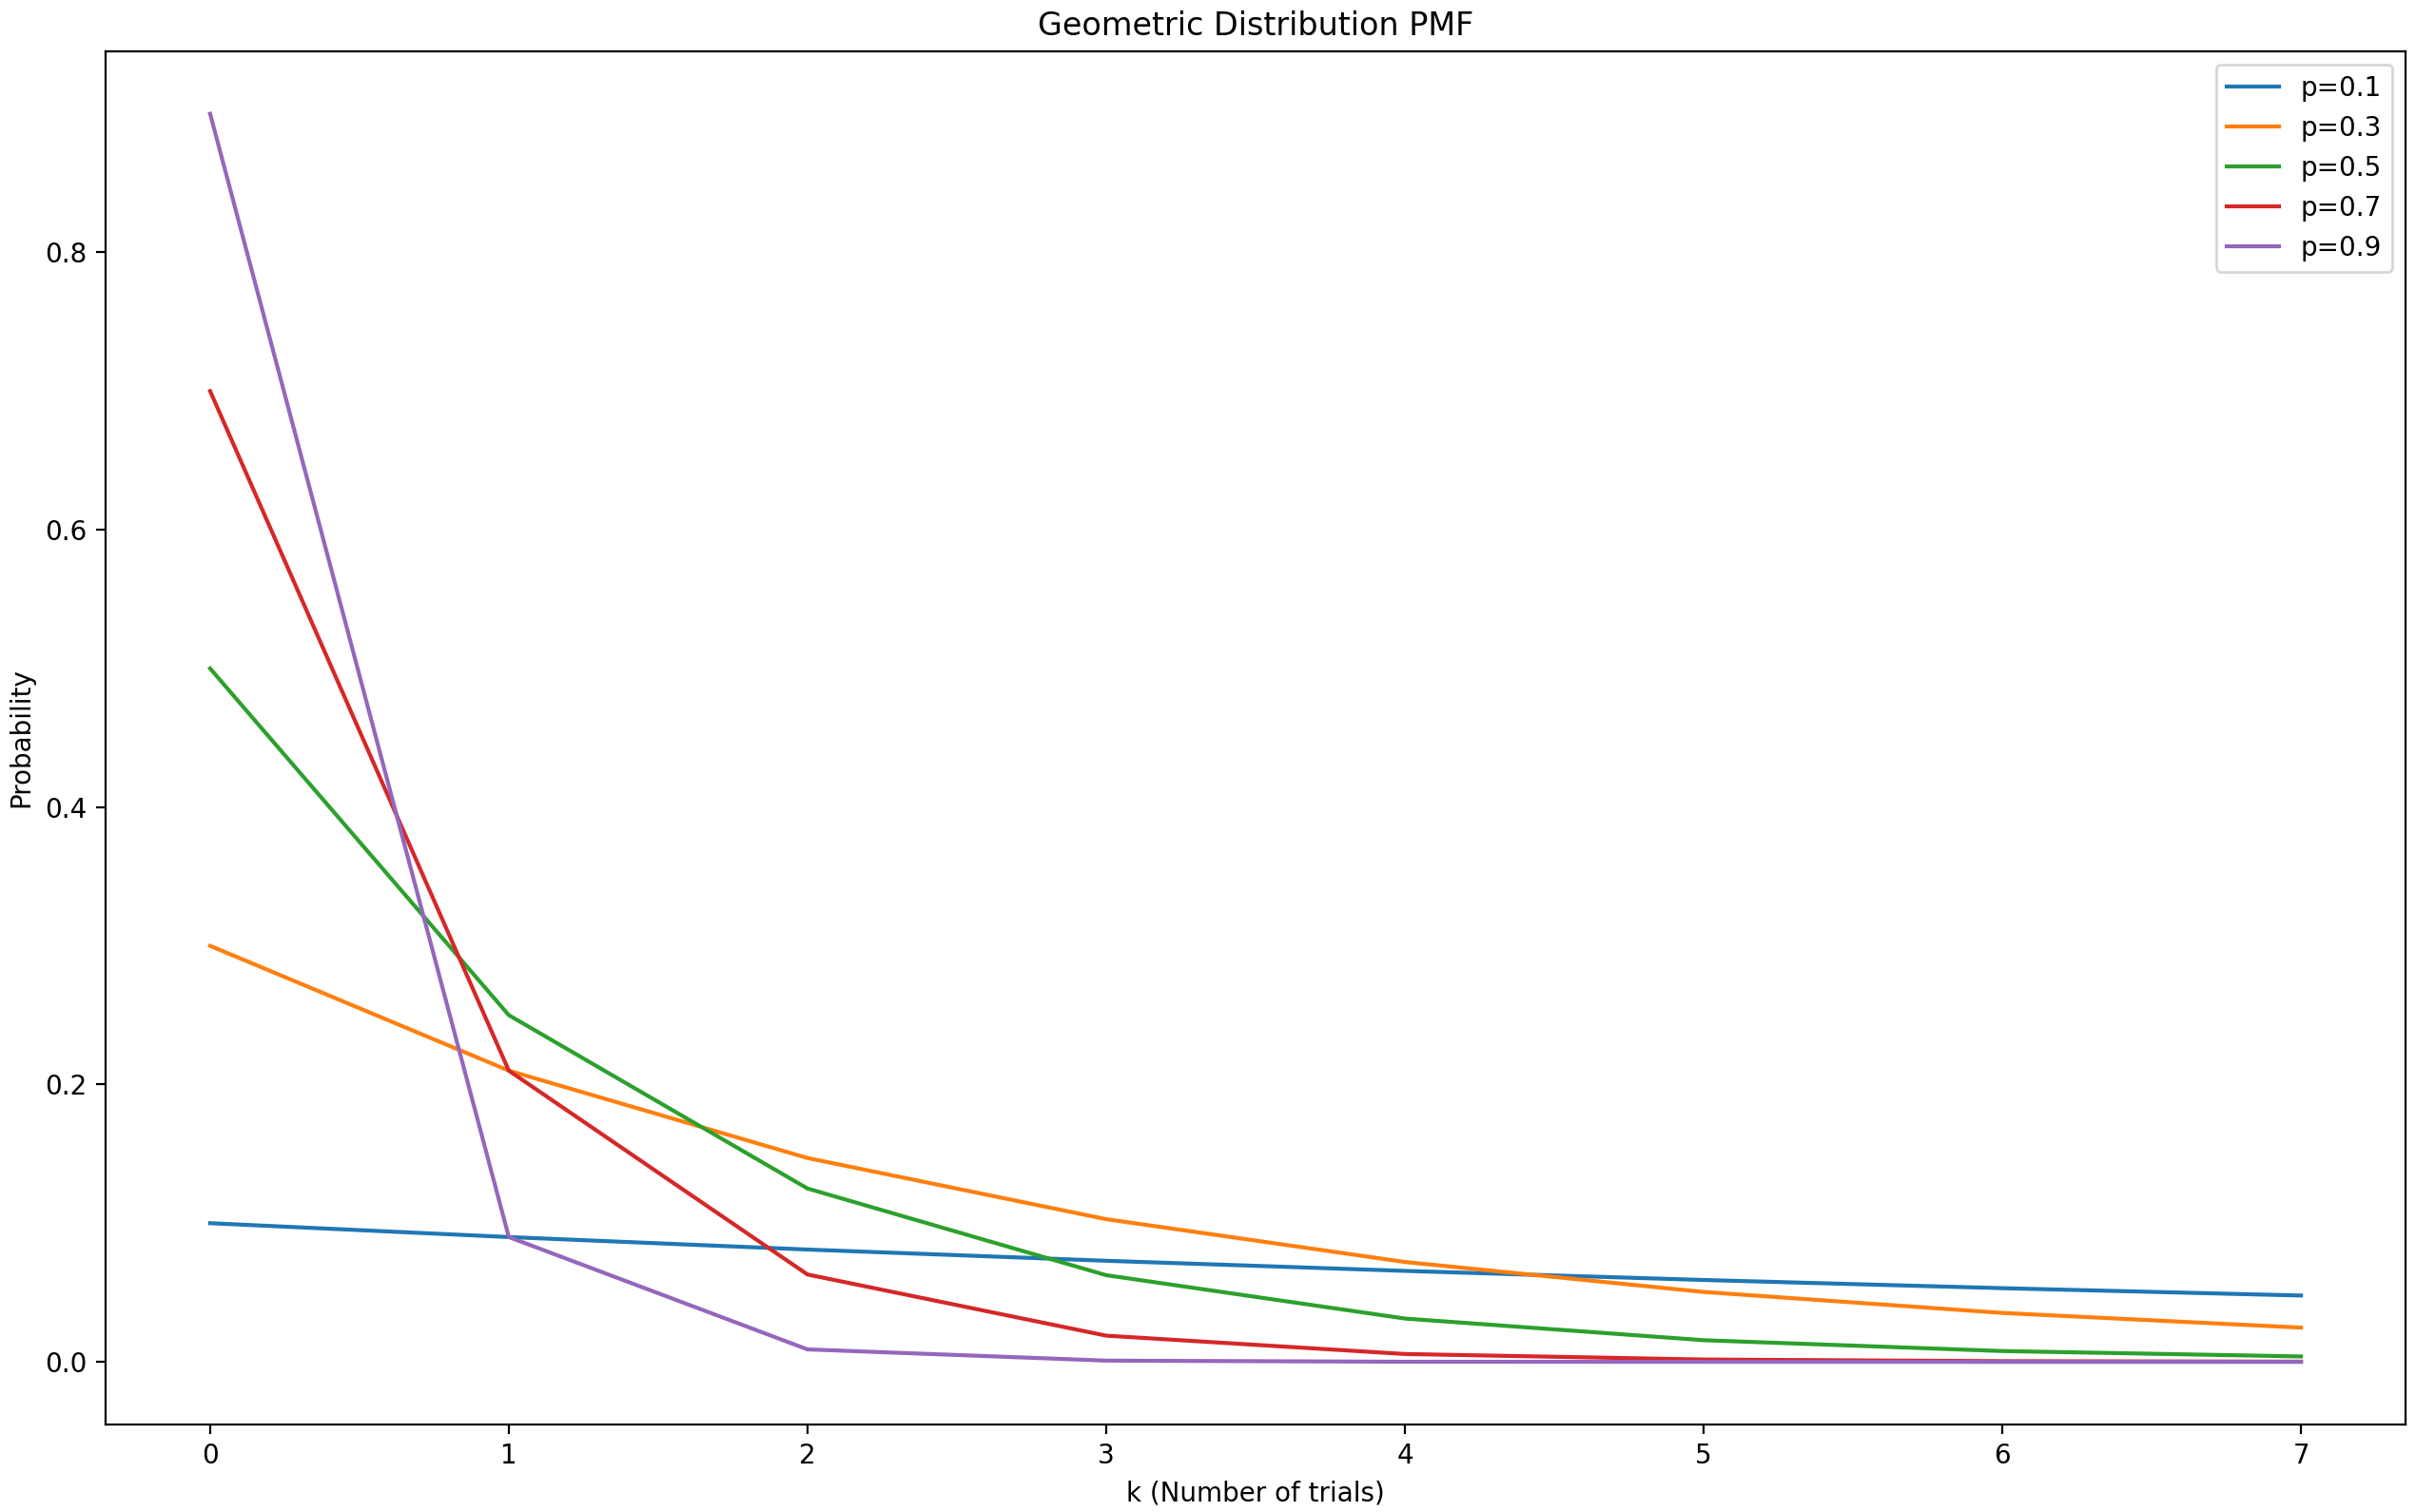 Geometric Distribution PMF
p=0.1
p=0.3
p=0.5
p=0.7
p=0.9
0.8
0.6
0.4
0.2
0.0
Probability
0 1 2 3 4 5 6 7
k (Number of trials)